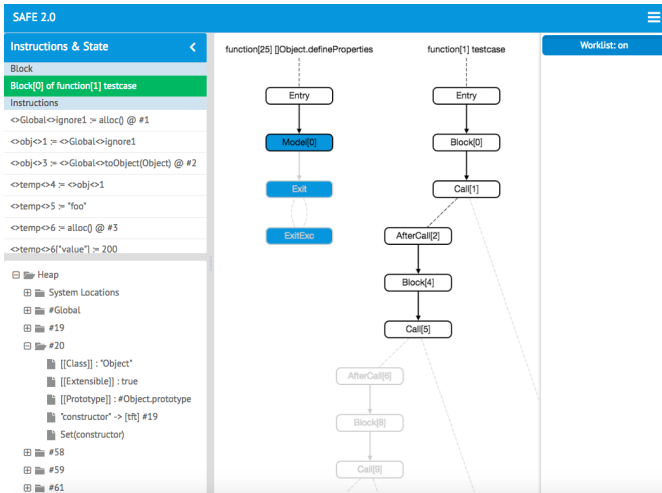 SAFE 2.0
Instructions & State
Block
Block[0] of function[1] testcase
Instructions
<>Global<>ignore1 := alloc() @ #1
<>obj<>1 := <>Global<>ignore1
<>obj<>3 := <>Global<>toObject(Object) @ #2
<>temp<>4 := <>obj<>1
<>temp<>5 := "foo"
<>temp<>6 := alloc() @ #3
<>temp<>6["value"] := 200
Heap
System Locations
#Global
#19
#20
[[Class]] : "Object"
[[Extensible]] : true
[[Prototype]] : #Object.prototype
"constructor" -> [tft] #19
Set(constructor)
#58
#59
#61
function[25] []Object.defineProperties
Entry
Model[0]
Exit
ExitExc
function[1] testcase
Entry
Block[0]
Call[1]
AfterCall[2]
Block[4]
Call[5]
AfterCall[6]
Block[8]
Call[9]
Worklist: on